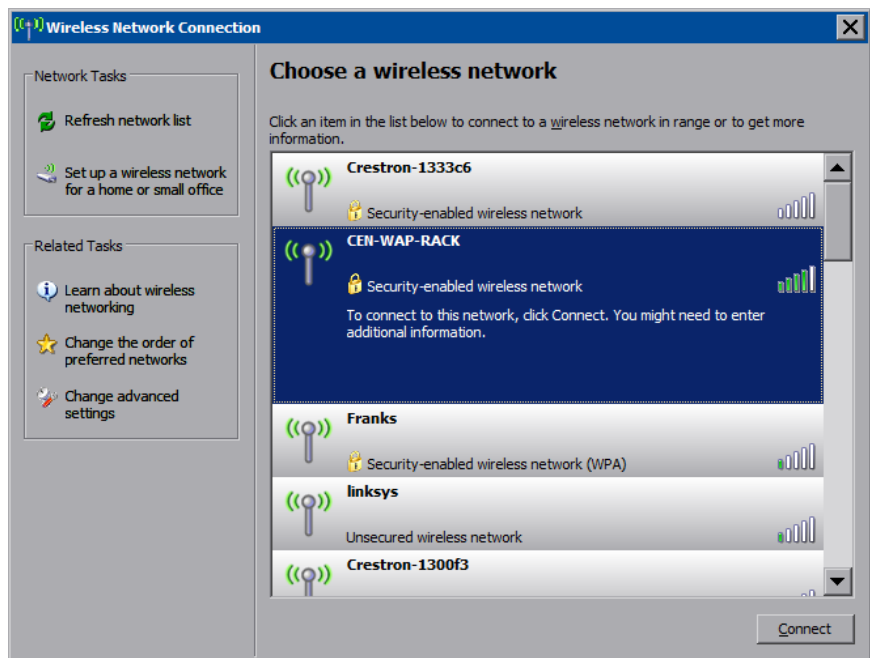 Wireless Network Connection
Network Tasks
Refresh network list
Set up a wireless network
for a home or small office
Related Tasks
Learn about wireless
networking
Change the order of
preferred networks
Change advanced
settings
Choose a wireless network
Click an item in the list below to connect to a wireless network in range or to get more
information.
Crestron-1333c6
Security-enabled wireless network
CEN-WAP-RACK
Security-enabled wireless network
To connect to this network, click Connect. You might need to enter
additional information.
Franks
Security-enabled wireless network (WPA)
linksys
Unsecured wireless network
Crestron-1300f3
Connect